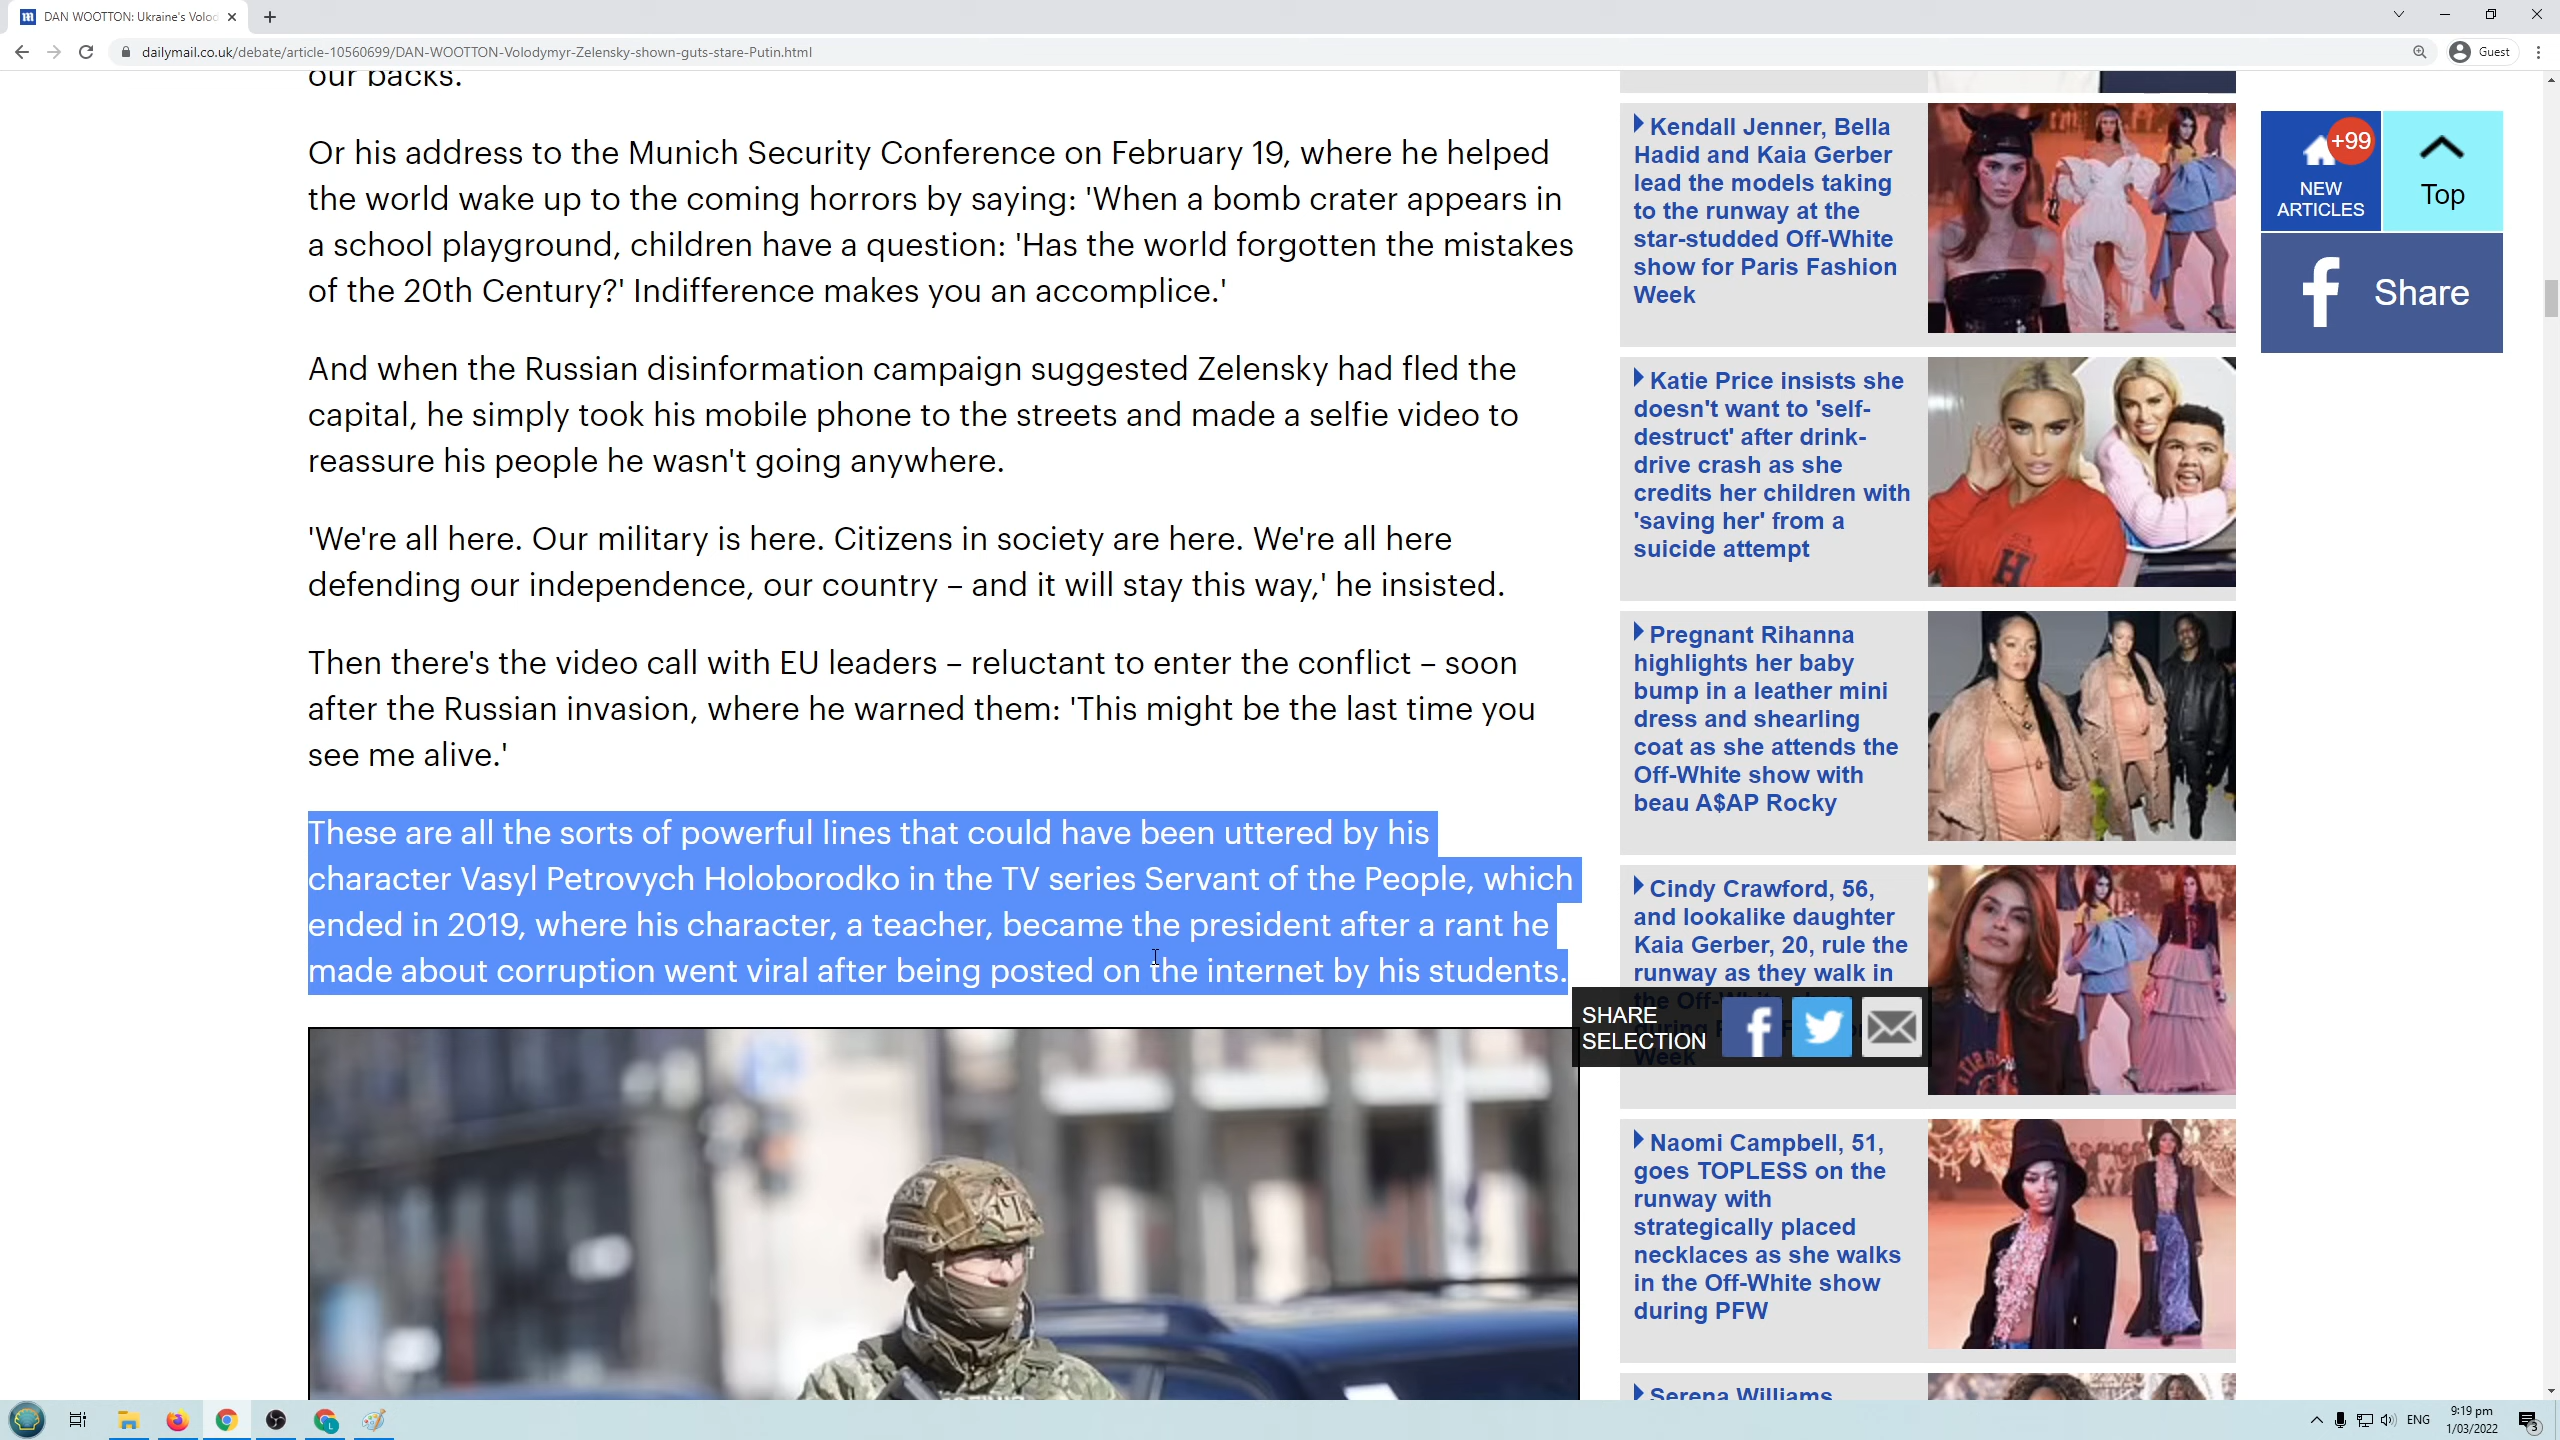 DAN WOOTTON: Ukraine's Volod
dailymail.co.uk/debate/article-10560699/DAN-WOOTTON-Volodymyr-Zelensky-shown-guts-stare-Putin.html
Guest
our backs.
Or his address to the Munich Security Conference on February 19, where he helped
the world wake up to the coming horrors by saying: 'When a bomb crater appears in
a school playground, children have a question: 'Has the world forgotten the mistakes
of the 20th Century?' Indifference makes you an accomplice.'
And when the Russian disinformation campaign suggested Zelensky had fled the
capital, he simply took his mobile phone to the streets and made a selfie video to
reassure his people he wasn't going anywhere.
'We're all here. Our military is here. Citizens in society are here. We're all here
defending our independence, our country – and it will stay this way,' he insisted.
Then there's the video call with EU leaders – reluctant to enter the conflict – soon
after the Russian invasion, where he warned them: 'This might be the last time you
see me alive.'
These are all the sorts of powerful lines that could have been uttered by his
character Vasyl Petrovych Holoborodko in the TV series Servant of the People, which
ended in 2019, where his character, a teacher, became the president after a rant he
made about corruption went viral after being posted on the internet by his students.
SHARE
SELECTION
Kendall Jenner, Bella
Hadid and Kaia Gerber
lead the models taking
to the runway at the
star-studded Off-White
show for Paris Fashion
Week
Katie Price insists she
doesn't want to 'self-
destruct' after drink-
drive crash as she
credits her children with
'saving her' from a
suicide attempt
Pregnant Rihanna
highlights her baby
bump in a leather mini
dress and shearling
coat as she attends the
Off-White show with
beau A$AP Rocky
Cindy Crawford, 56,
and lookalike daughter
Kaia Gerber, 20, rule the
runway as they walk in
the Off-
Week
Naomi Campbell, 51,
goes TOPLESS on the
runway with
strategically placed
necklaces as she walks
in the Off-White show
during PFW
Serena Williams
+99
NEW
ARTICLES
Top
Share
ENG
9:19 pm
1/03/2022
3